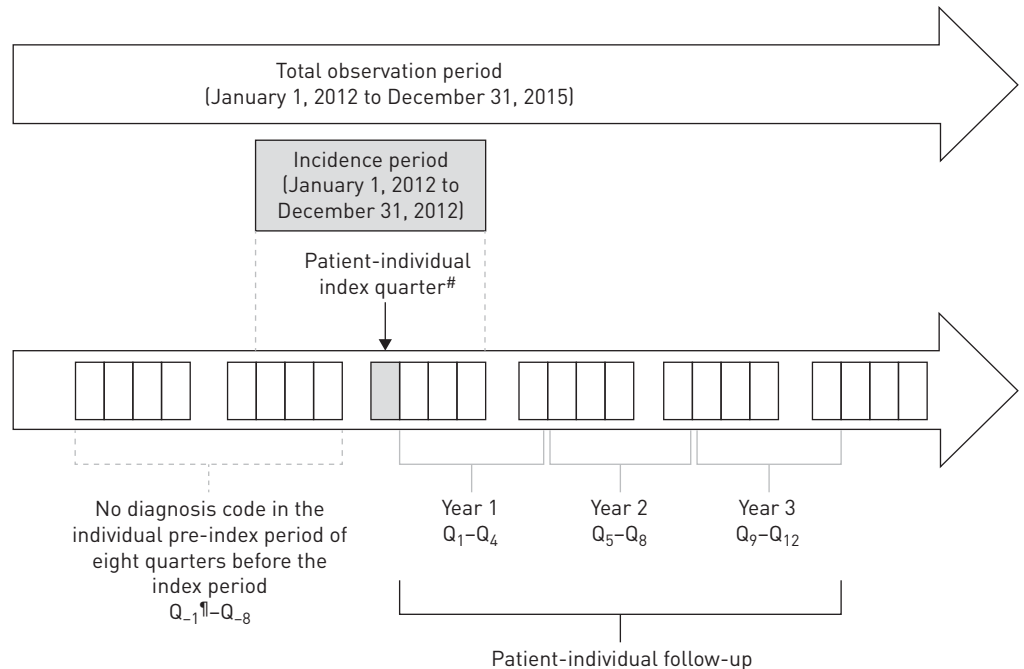 Total observation period
(January 1, 2012 to December 31, 2015)
Incidence period
(January 1, 2012 to
December 31, 2012)
Patient-individual
index quarter#
No diagnosis code in the
individual pre-index period of
eight quarters before the
index period
Q₋₁¶–Q₋₈
Year 1
Q₁–Q₄
Year 2
Q₅–Q₈
Year 3
Q₉–Q₁₂
Patient-individual follow-up